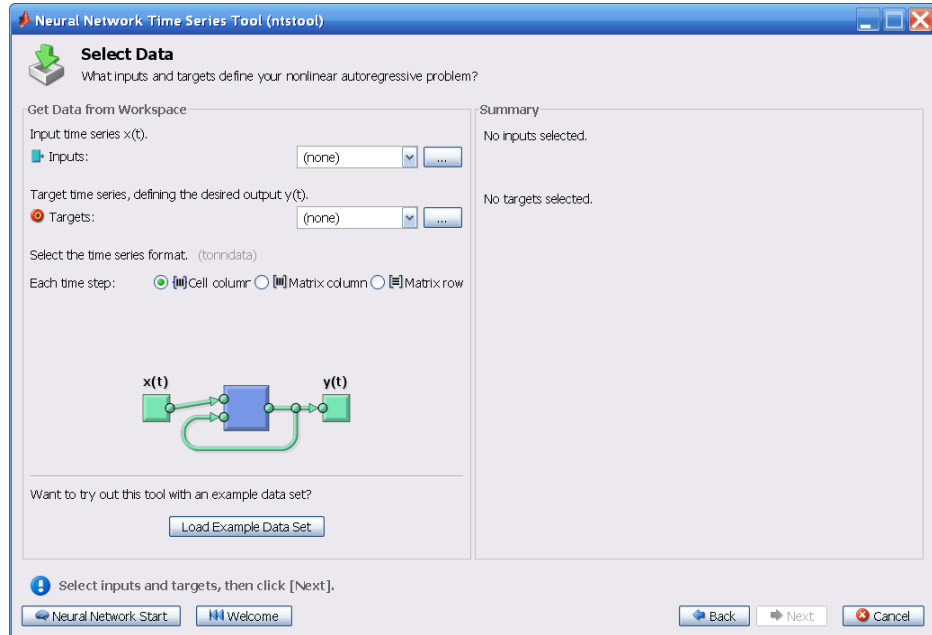 Neural Network Time Series Tool (ntstool)
Select Data
What inputs and targets define your nonlinear autoregressive problem?
Get Data from Workspace
Input time series x(t).
Inputs: (none) ...
Target time series, defining the desired output y(t).
Targets: (none) ...
Select the time series format. (tonndata)
Each time step: Cell column Matrix column Matrix row
x(t) y(t)
Want to try out this tool with an example data set?
Load Example Data Set
Summary
No inputs selected.
No targets selected.
Select inputs and targets, then click [Next].
Neural Network Start Welcome Back Next Cancel